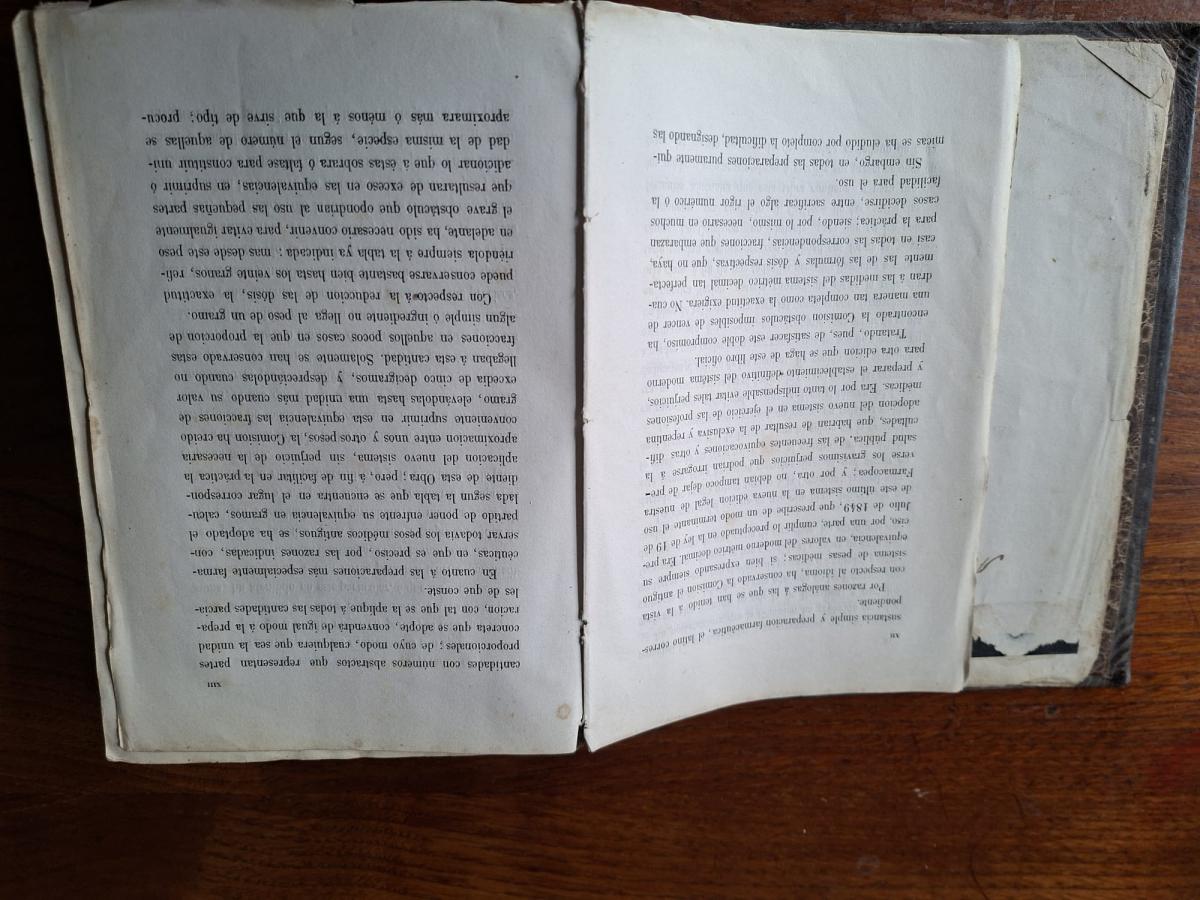 XII
sustancia simple y preparacion farmacéutica, el latino corres-
pondiente.
Por razones análogas á las que se han tenido á la vista
con respecto al idioma, ha conservado la Comision el antiguo
sistema de pesas médicas; si bien expresando siempre su
equivalencia, en valores del moderno métrico decimal. Era pre-
ciso, por una parte, cumplir lo preceptuado en la ley de 19 de
Julio de 1849, que prescribe de un modo terminante el uso
de este último sistema en la nueva edicion legal de nuestra
Farmacopea; y por otra, no debian tampoco dejar de pre-
verse los gravísimos perjuicios que podrian irrogarse á la
salud pública, de las frecuentes equivocaciones y otras difi-
cultades, que habrian de resultar de la exclusiva y repentina
adopcion del nuevo sistema en el ejercicio de las profesiones
médicas. Era por lo tanto indispensable evitar tales perjuicios,
y preparar el establecimiento definitivo del sistéma moderno
para otra edicion que se haga de este libro oficial.
Tratando, pues, de satisfacer este doble compromiso, ha
encontrado la Comision obstáculos imposibles de vencer de
una manera tan completa como la exactitud exigiera. No cua-
dran á las medidas del sistema métrico decimal tan perfecta-
mente las de las fórmulas y dósis respectivas, que no haya,
casi en todas las correspondencias, fracciones que embarazan
para la práctica; siendo, por lo mismo, necesario en muchos
casos decidirse, entre sacrificar algo el rigor numérico ó la
facilidad para el uso.
Sin embargo, en todas las preparaciones puramente quí-
micas se ha eludido por completo la dificultad, designando las
XIII
cantidades con números abstractos que representan partes
proporcionales; de cuyo modo, cualquiera que sea la unidad
concreta que se adopte, convendrá de igual modo á la prepa-
racion, con tal que se la aplique á todas las cantidades parcia-
les de que conste.
En cuanto á las preparaciones más especialmente farma-
céuticas, en que es preciso, por las razones indicadas, con-
servar todavía los pesos médicos antiguos, se ha adoptado el
partido de poner enfrente su equivalencia en gramos, calcu-
lada segun la tabla que se encuentra en el lugar correspon-
diente de esta Obra; pero, á fin de facilitar en la práctica la
aplicacion del nuevo sistema, sin perjuicio de la necesaria
aproximacion entre unos y otros pesos, la Comision ha creido
conveniente suprimir en esta equivalencia las fracciones de
gramo, elevándolas hasta una unidad más cuando su valor
excedia de cinco decigramos, y despreciándolas cuando no
llegaban á esta cantidad. Solamente se han conservado estas
fracciones en aquellos pocos casos en que la proporcion de
algun simple ó ingrediente no llega al peso de un gramo.
Con respecto á la reduccion de las dósis, la exactitud
puede conservarse bastante bien hasta los veinte granos, refi-
riéndola siempre á la tabla ya indicada: mas desde este peso
en adelante, ha sido necesario convenir, para evitar igualmente
el grave obstáculo que opondrian al uso las pequeñas partes
que resultaran de exceso en las equivalencias, en suprimir ó
adicionar lo que á éstas sobrara ó faltase para constituir uni-
dad de la misma especie, segun el número de aquellas se
aproximara más ó ménos á la que sirve de tipo; procu-